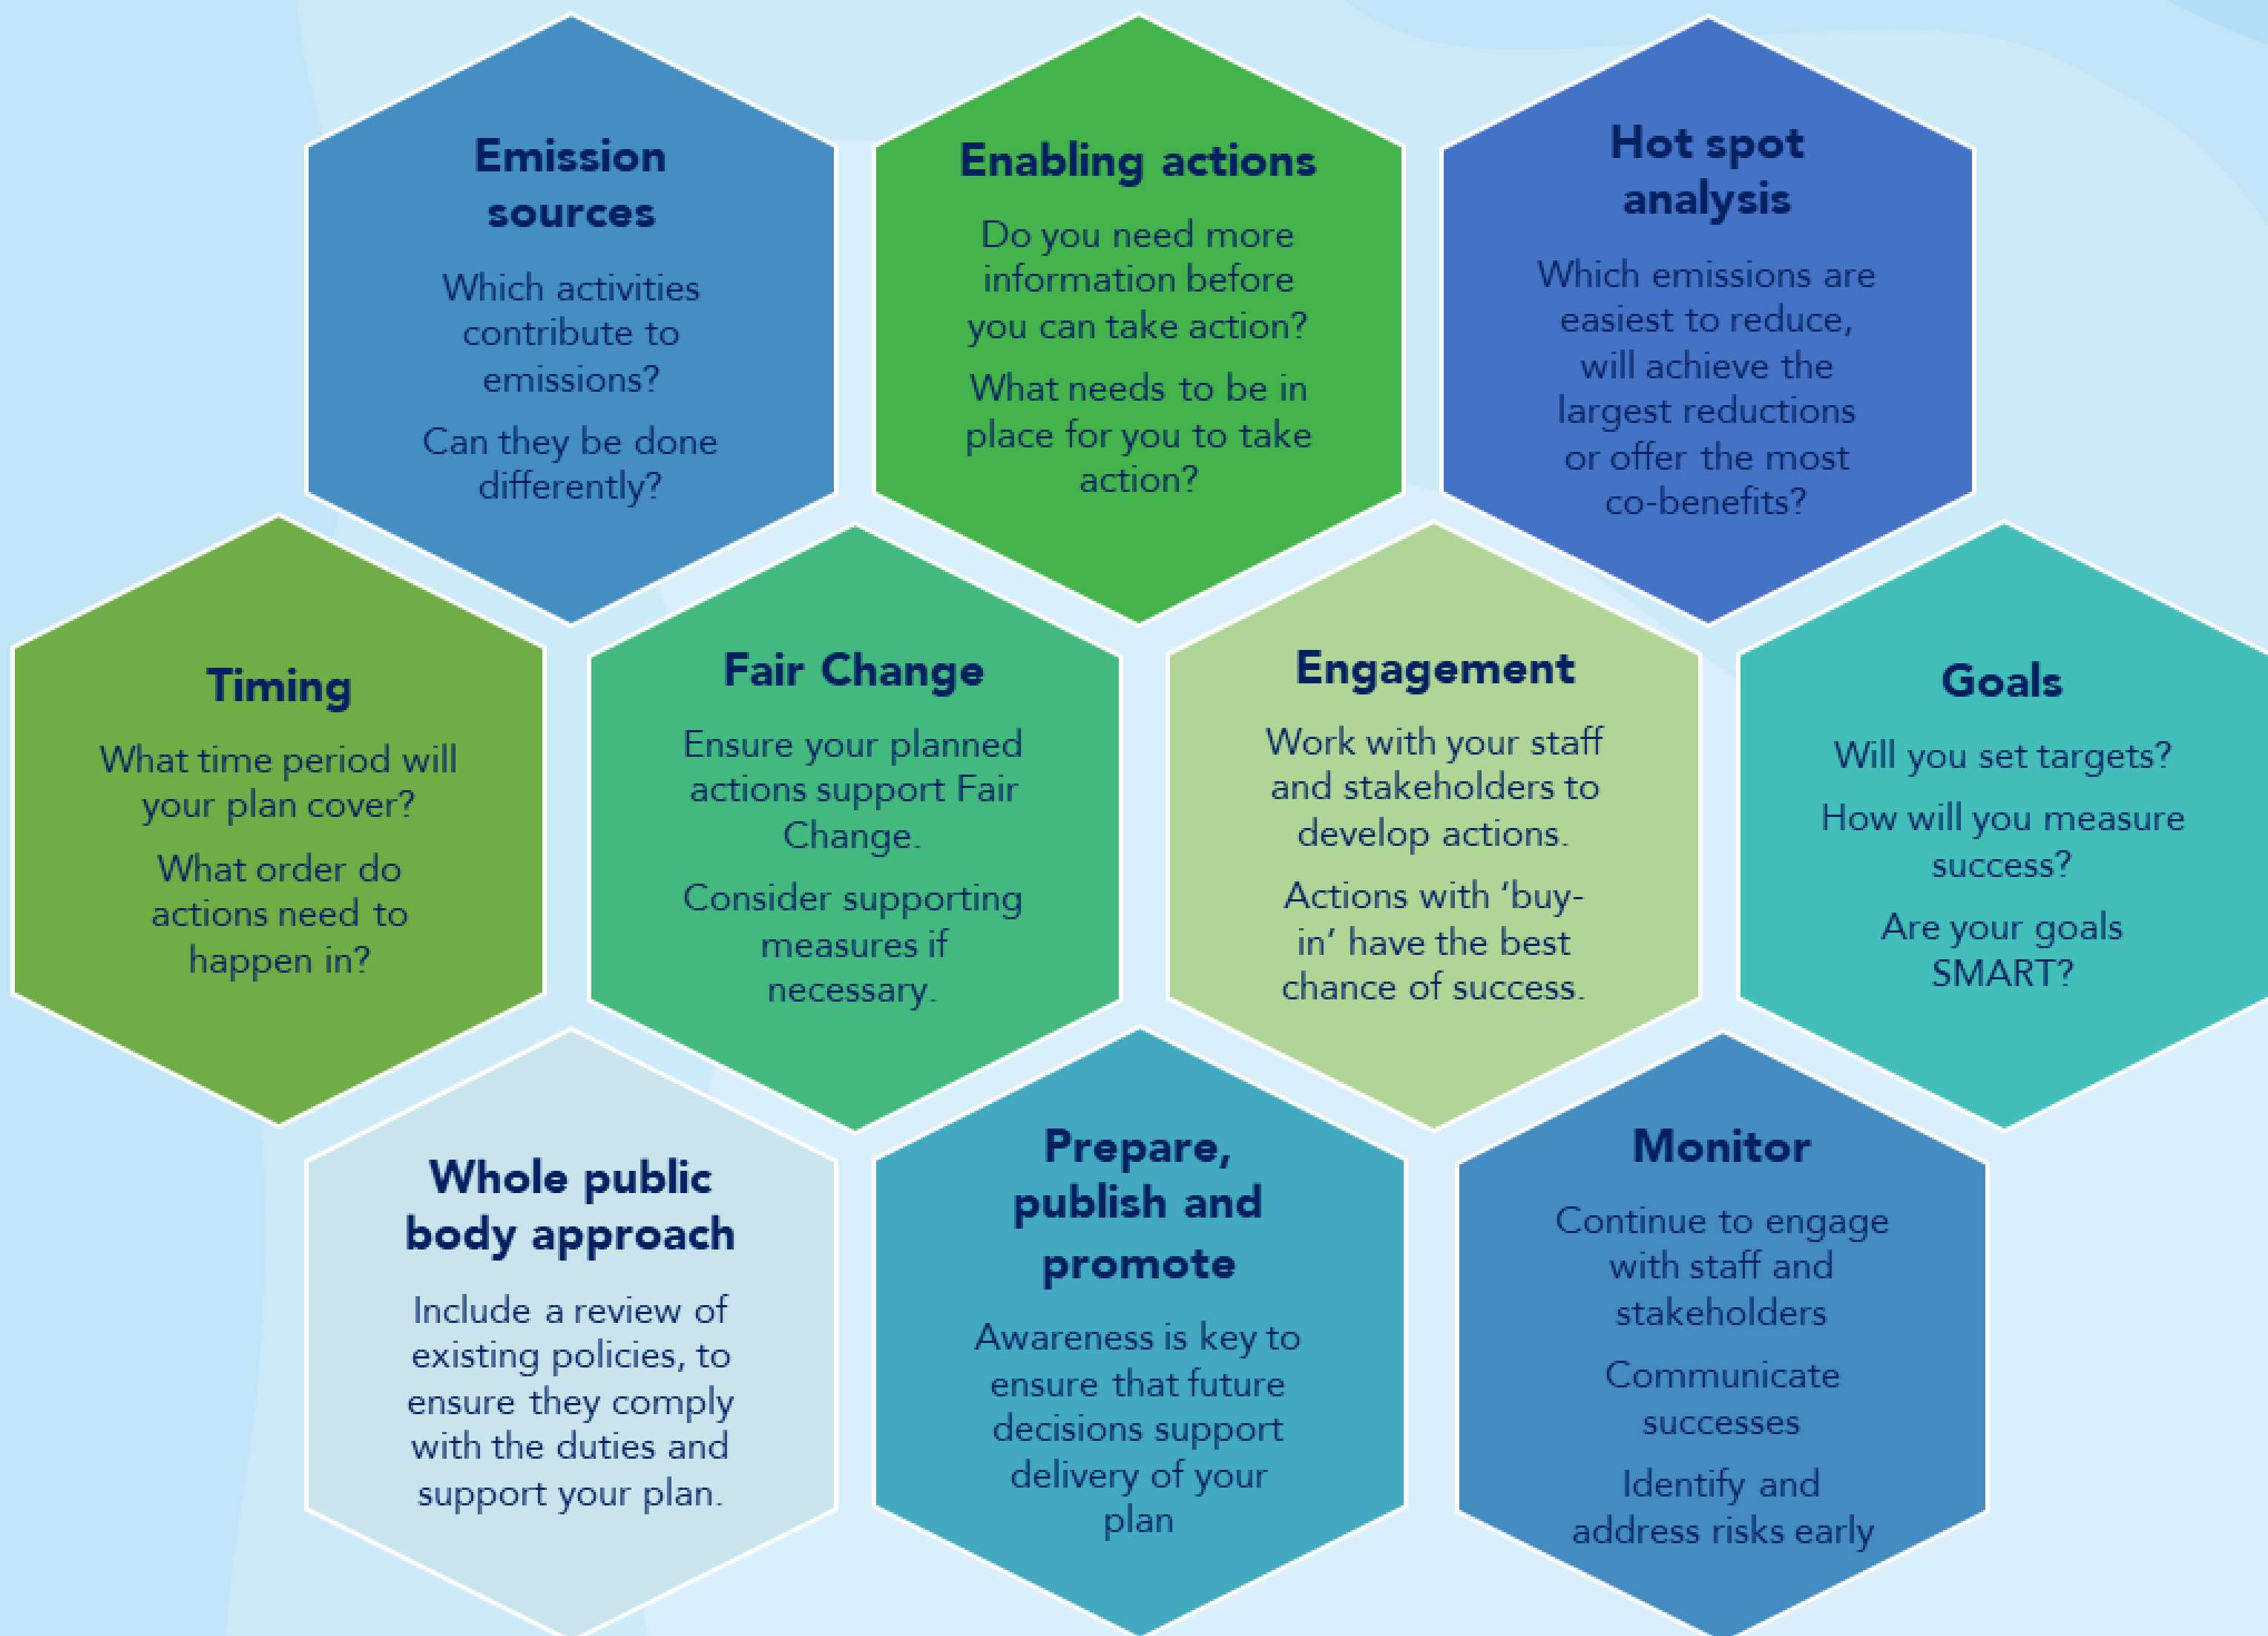 Emission
sources
Which activities
contribute to
emissions?
Can they be done
differently?
Enabling actions
Do you need more
information before
you can take action?
What needs to be in
place for you to take
action?
Hot spot
analysis
Which emissions are
easiest to reduce,
will achieve the
largest reductions
or offer the most
co-benefits?
Timing
What time period will
your plan cover?
What order do
actions need to
happen in?
Fair Change
Ensure your planned
actions support Fair
Change.
Consider supporting
measures if
necessary.
Engagement
Work with your staff
and stakeholders to
develop actions.
Actions with ‘buy-
in’ have the best
chance of success.
Goals
Will you set targets?
How will you measure
success?
Are your goals
SMART?
Whole public
body approach
Include a review of
existing policies, to
ensure they comply
with the duties and
support your plan.
Prepare,
publish and
promote
Awareness is key to
ensure that future
decisions support
delivery of your
plan
Monitor
Continue to engage
with staff and
stakeholders
Communicate
successes
Identify and
address risks early